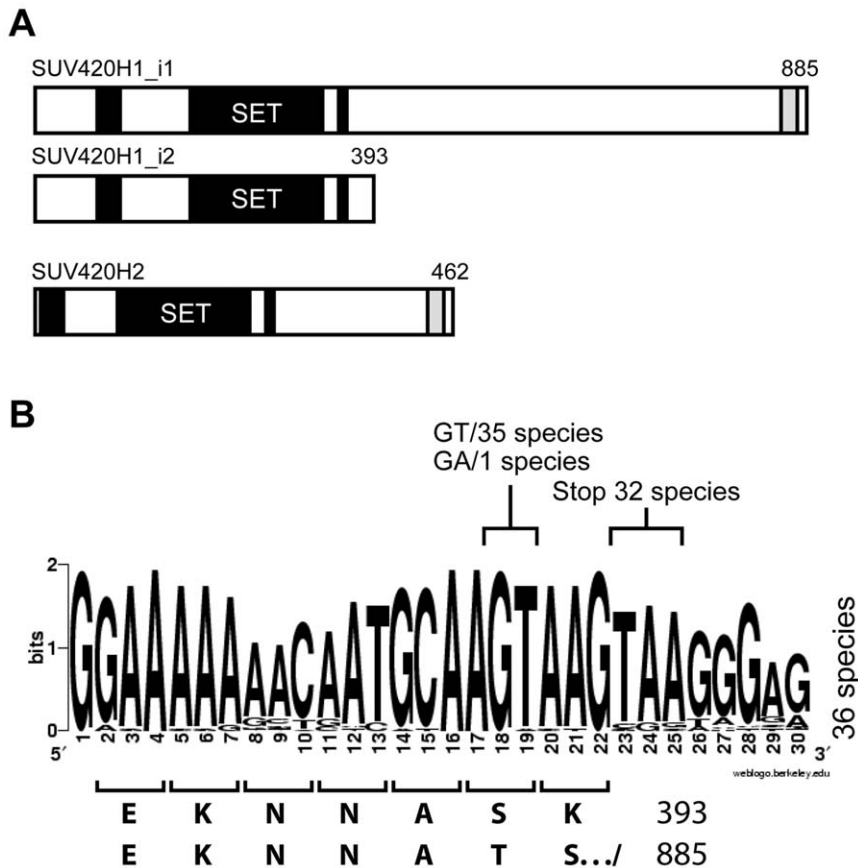 A
SUV420H1_i1 885
SET
SUV420H1_i2 393
SET
SUV420H2 462
SET
B
GT/35 species
GA/1 species
Stop 32 species
2
bits
1
0
GGAAAAAAACAATGCAAGTAAGTAAGGGAG
36 species
5′ 1 2 3 4 5 6 7 8 9 10 11 12 13 14 15 16 17 18 19 20 21 22 23 24 25 26 27 28 29 30 3′
weblogo.berkeley.edu
E K N N A S K 393
E K N N A T S.../ 885